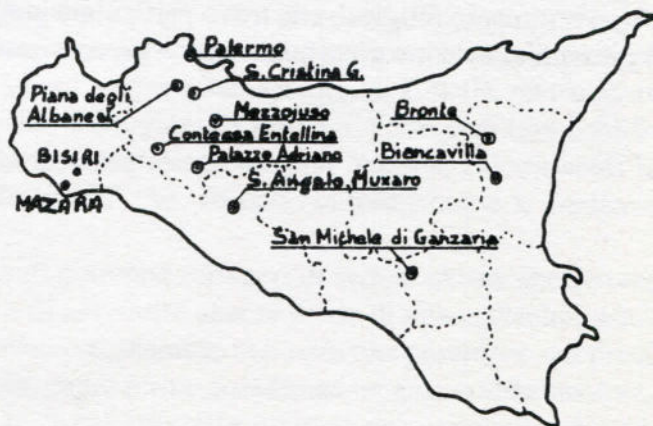 Palermo
S. Cristina G.
Piana degli
Albanesi
Mezzojuso
Bronte
Contessa Entellina
Biancavilla
Palazzo Adriano
BISIRI
MAZARA
S. Angelo Muxaro
San Michele di Ganzaria